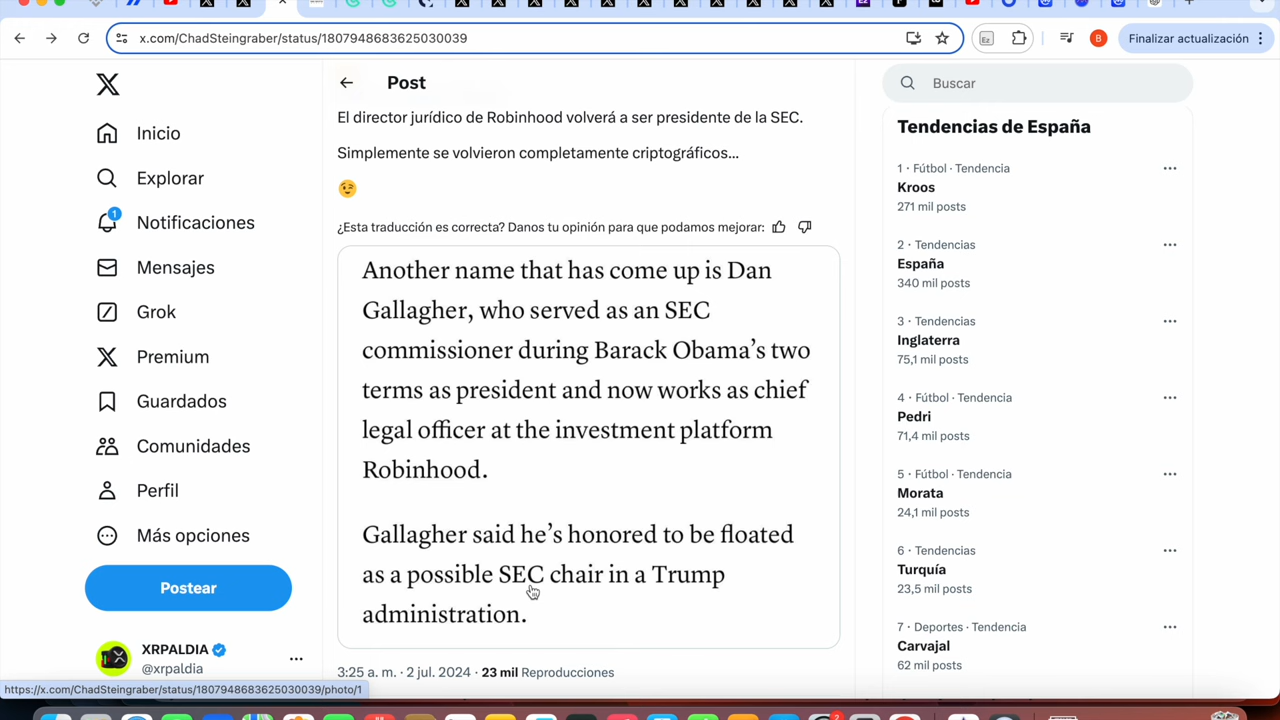 x.com/ChadSteingraber/status/1807948683625030039
Finalizar actualización
B
Inicio
Explorar
1
Notificaciones
Mensajes
Grok
Premium
Guardados
Comunidades
Perfil
Más opciones
Postear
XRPALDIA
@xrpaldia
https://x.com/ChadSteingraber/status/1807948683625030039/photo/1
Post
El director jurídico de Robinhood volverá a ser presidente de la SEC.
Simplemente se volvieron completamente criptográficos...
😉
¿Esta traducción es correcta? Danos tu opinión para que podamos mejorar:
Another name that has come up is Dan
Gallagher, who served as an SEC
commissioner during Barack Obama's two
terms as president and now works as chief
legal officer at the investment platform
Robinhood.
Gallagher said he's honored to be floated
as a possible SEC chair in a Trump
administration.
3:25 a. m. · 2 jul. 2024 · 23 mil Reproducciones
Buscar
Tendencias de España
1 · Fútbol · Tendencia
Kroos
271 mil posts
2 · Tendencias
España
340 mil posts
3 · Tendencias
Inglaterra
75,1 mil posts
4 · Fútbol · Tendencia
Pedri
71,4 mil posts
5 · Fútbol · Tendencia
Morata
24,1 mil posts
6 · Tendencias
Turquía
23,5 mil posts
7 · Deportes · Tendencia
Carvajal
62 mil posts